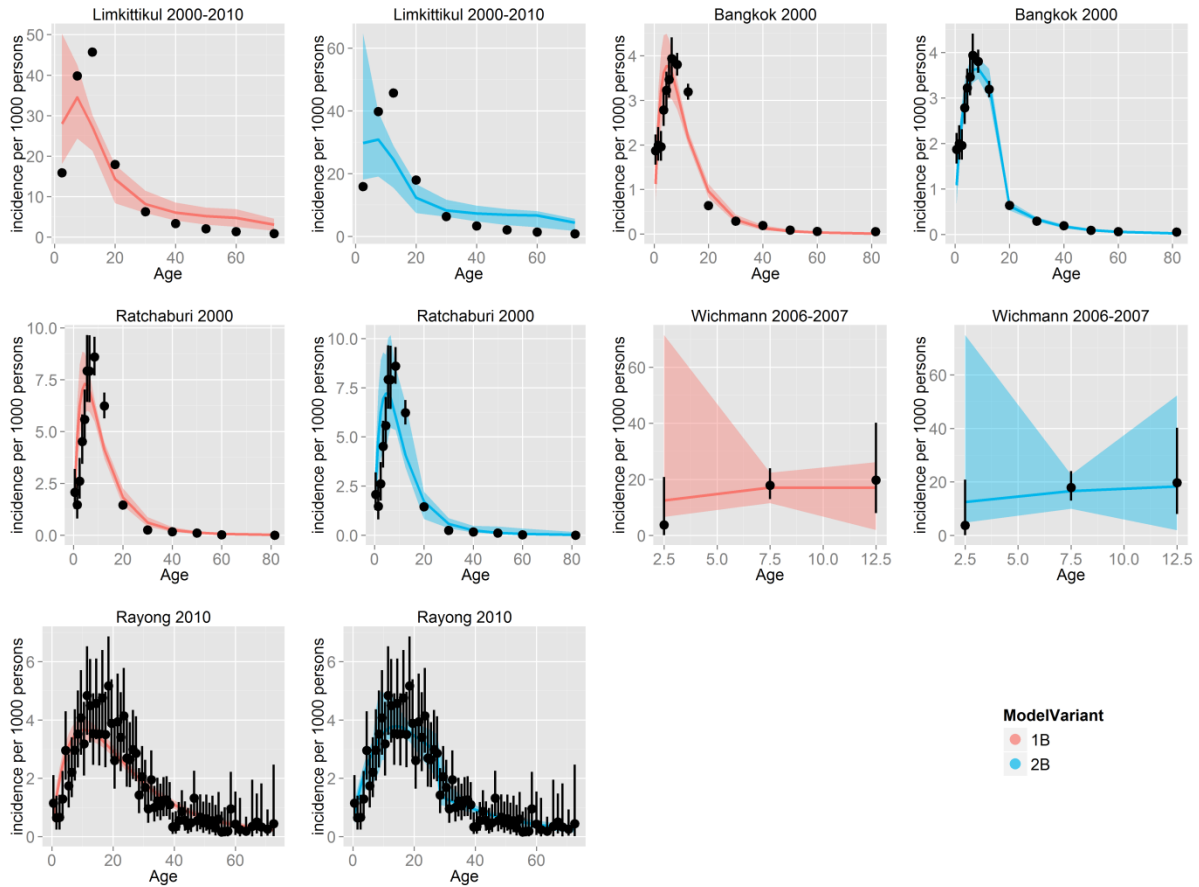 Limkittikul 2000-2010
incidence per 1000 persons
50
40
30
20
10
0
0 20 40 60
Age
Limkittikul 2000-2010
incidence per 1000 persons
60
40
20
0
0 20 40 60
Age
Bangkok 2000
incidence per 1000 persons
4
3
2
1
0
0 20 40 60 80
Age
Bangkok 2000
incidence per 1000 persons
4
3
2
1
0
0 20 40 60 80
Age
Ratchaburi 2000
incidence per 1000 persons
10.0
7.5
5.0
2.5
0.0
0 20 40 60 80
Age
Ratchaburi 2000
incidence per 1000 persons
10.0
7.5
5.0
2.5
0.0
0 20 40 60 80
Age
Wichmann 2006-2007
incidence per 1000 persons
60
40
20
0
2.5 5.0 7.5 10.0 12.5
Age
Wichmann 2006-2007
incidence per 1000 persons
60
40
20
0
2.5 5.0 7.5 10.0 12.5
Age
Rayong 2010
incidence per 1000 persons
6
4
2
0
0 20 40 60
Age
Rayong 2010
incidence per 1000 persons
6
4
2
0
0 20 40 60
Age
ModelVariant
1B
2B